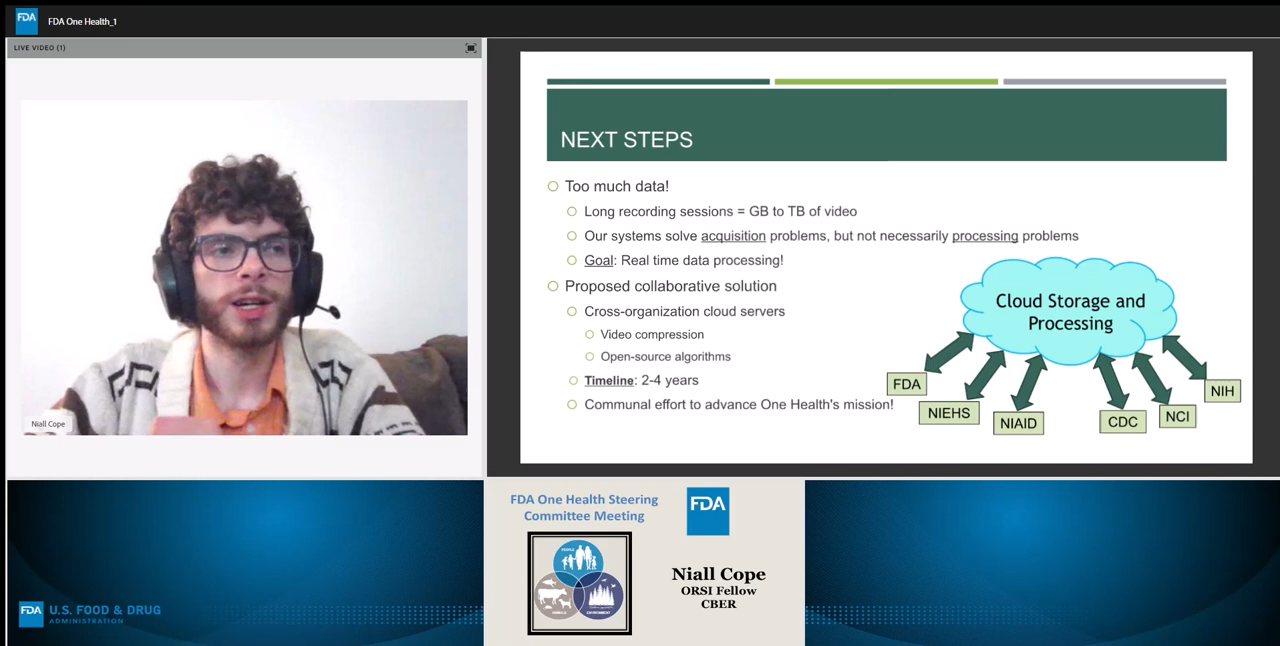 FDA
FDA One Health_1
LIVE VIDEO (1)
Niall Cope
NEXT STEPS
Too much data!
Long recording sessions = GB to TB of video
Our systems solve acquisition problems, but not necessarily processing problems
Goal: Real time data processing!
Proposed collaborative solution
Cross-organization cloud servers
Video compression
Open-source algorithms
Timeline: 2-4 years
Communal effort to advance One Health's mission!
Cloud Storage and
Processing
FDA
NIEHS
NIAID
CDC
NCI
NIH
FDA One Health Steering
Committee Meeting
PEOPLE
ENVIRONMENT
FDA
Niall Cope
ORSI Fellow
CBER
FDA
U.S. FOOD & DRUG
ADMINISTRATION